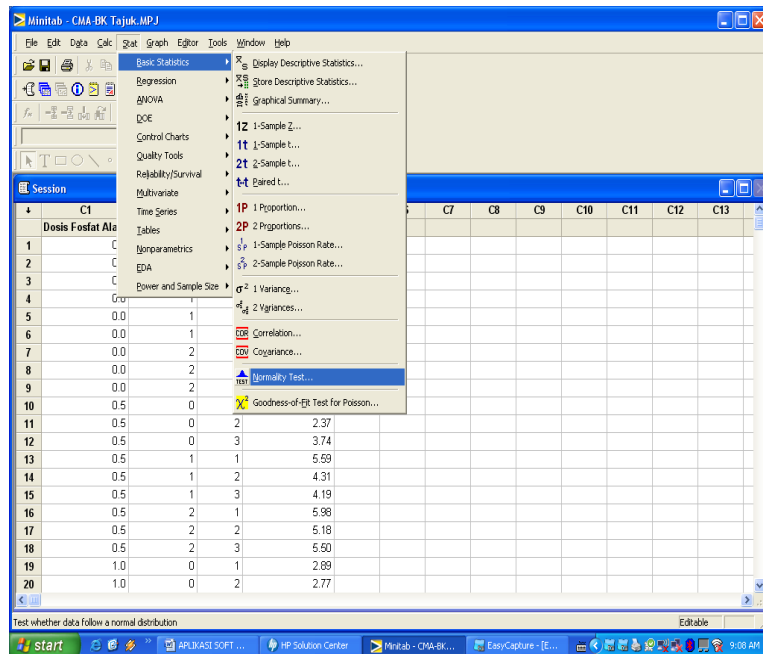 Minitab - CMA-BK Tajuk.MPJ
File Edit Data Calc Stat Graph Editor Tools Window Help
Basic Statistics
Regression
ANOVA
DOE
Control Charts
Quality Tools
Reliability/Survival
Multivariate
Time Series
Tables
Nonparametrics
EDA
Power and Sample Size
Display Descriptive Statistics...
Store Descriptive Statistics...
Graphical Summary...
1Z 1-Sample Z...
1t 1-Sample t...
2t 2-Sample t...
t-t Paired t...
1P 1 Proportion...
2P 2 Proportions...
1-Sample Poisson Rate...
2-Sample Poisson Rate...
σ² 1 Variance...
2 Variances...
COR Correlation...
COV Covariance...
TEST Normality Test...
χ² Goodness-of-Fit Test for Poisson...
Session
C1 C7 C8 C9 C10 C11 C12 C13
Dosis Fosfat Ala
1
2
3
4 0.0 1
5 0.0 1
6 0.0 1
7 0.0 2
8 0.0 2
9 0.0 2
10 0.5 0
11 0.5 0 2 2.37
12 0.5 0 3 3.74
13 0.5 1 1 5.59
14 0.5 1 2 4.31
15 0.5 1 3 4.19
16 0.5 2 1 5.98
17 0.5 2 2 5.18
18 0.5 2 3 5.50
19 1.0 0 1 2.89
20 1.0 0 2 2.77
Test whether data follow a normal distribution Editable
start APLIKASI SOFT ... HP Solution Center Minitab - CMA-BK... EasyCapture - [E... 9:08 AM